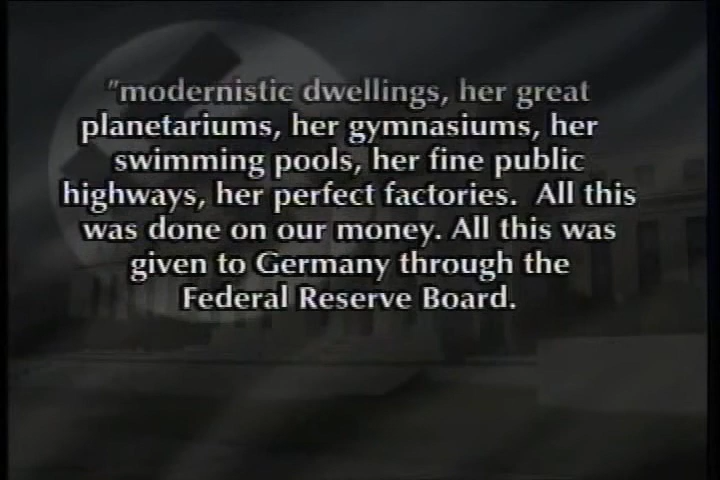 "modernistic dwellings, her great
planetariums, her gymnasiums, her
swimming pools, her fine public
highways, her perfect factories.  All this
was done on our money. All this was
given to Germany through the
Federal Reserve Board.